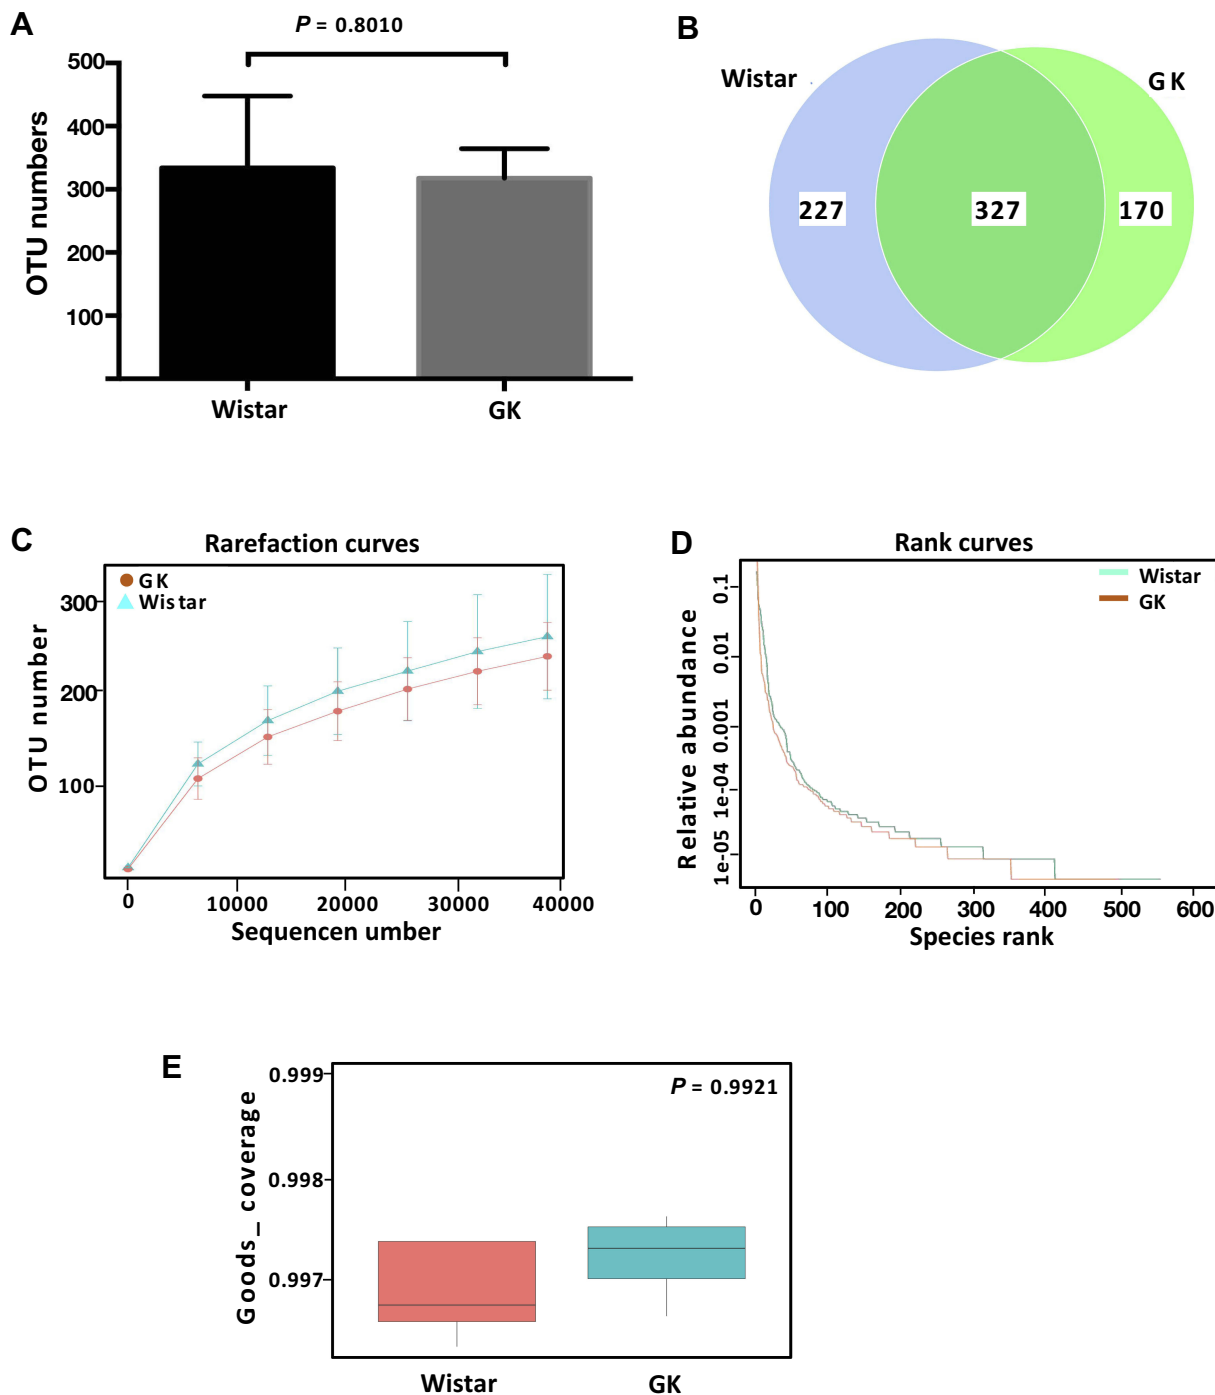 A
P = 0.8010
500
400
300
200
100
OTU numbers
Wistar
GK
B
Wistar
GK
227
327
170
C
Rarefaction curves
GK
Wistar
300
200
100
OTU number
0
10000
20000
30000
40000
Sequencen umber
D
Rank curves
Wistar
GK
0.1
0.01
0.001
1e-04
1e-05
Relative abundance
0
100
200
300
400
500
600
Species rank
E
P = 0.9921
0.999
0.998
0.997
Goods_ coverage
Wistar
GK